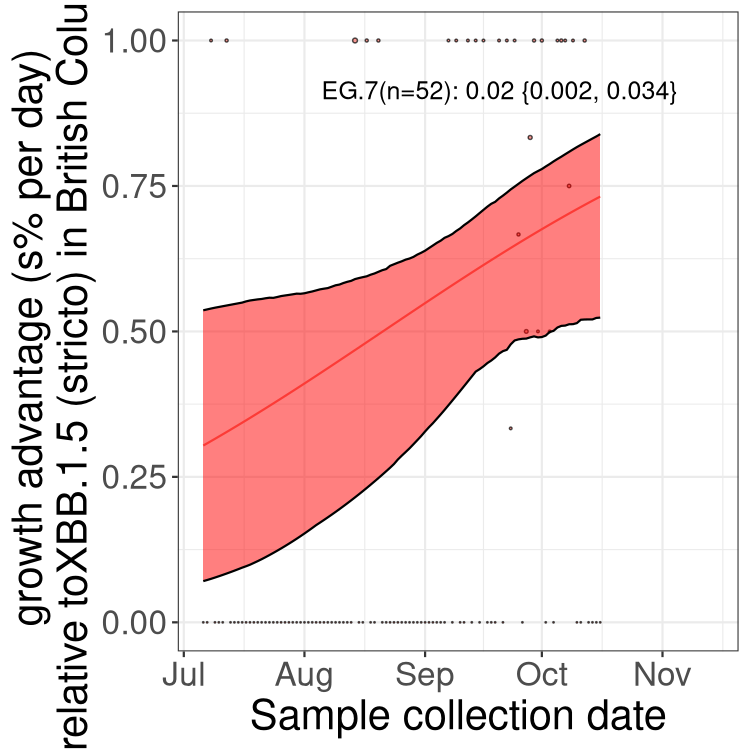 growth advantage (s% per day)
relative toXBB.1.5 (stricto) in British Colu
1.00
0.75
0.50
0.25
0.00
EG.7(n=52): 0.02 {0.002, 0.034}
Jul Aug Sep Oct Nov
Sample collection date